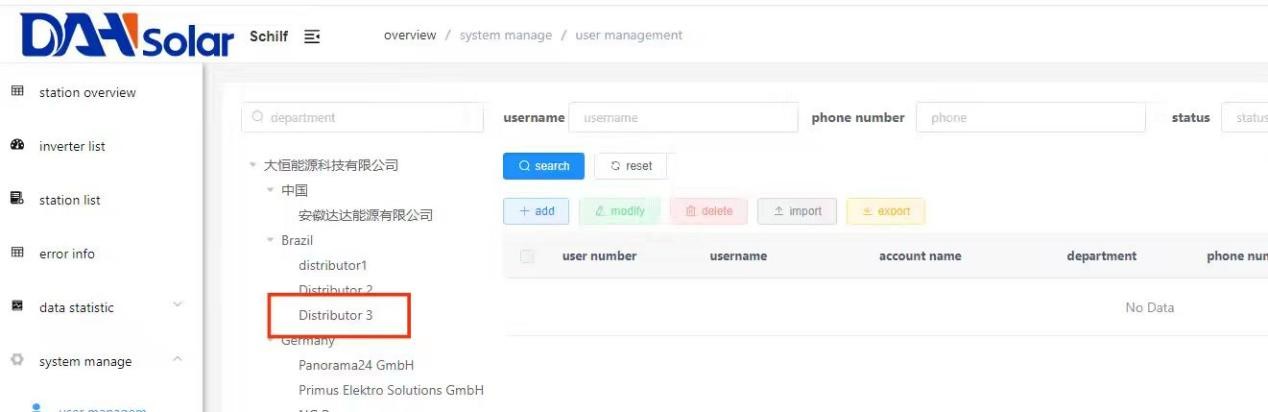 DAH solar Schilf overview / system manage / user management
station overview
inverter list
station list
error info
data statistic
system manage
user managem
department
大恒能源科技有限公司
中国
安徽达达能源有限公司
Brazil
distributor1
Distributor 2
Distributor 3
Germany
Panorama24 GmbH
Primus Elektro Solutions GmbH
username username phone number phone status status
search reset
+ add modify delete import export
user number username account name department phone num
No Data